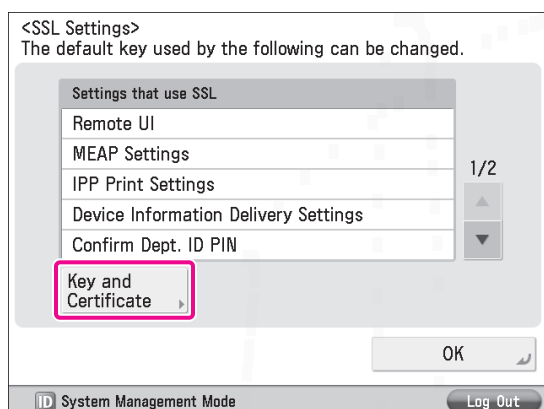 <SSL Settings>
The default key used by the following can be changed.
Settings that use SSL
Remote UI
MEAP Settings
IPP Print Settings
Device Information Delivery Settings
Confirm Dept. ID PIN
1/2
Key and
Certificate
OK
ID System Management Mode
Log Out